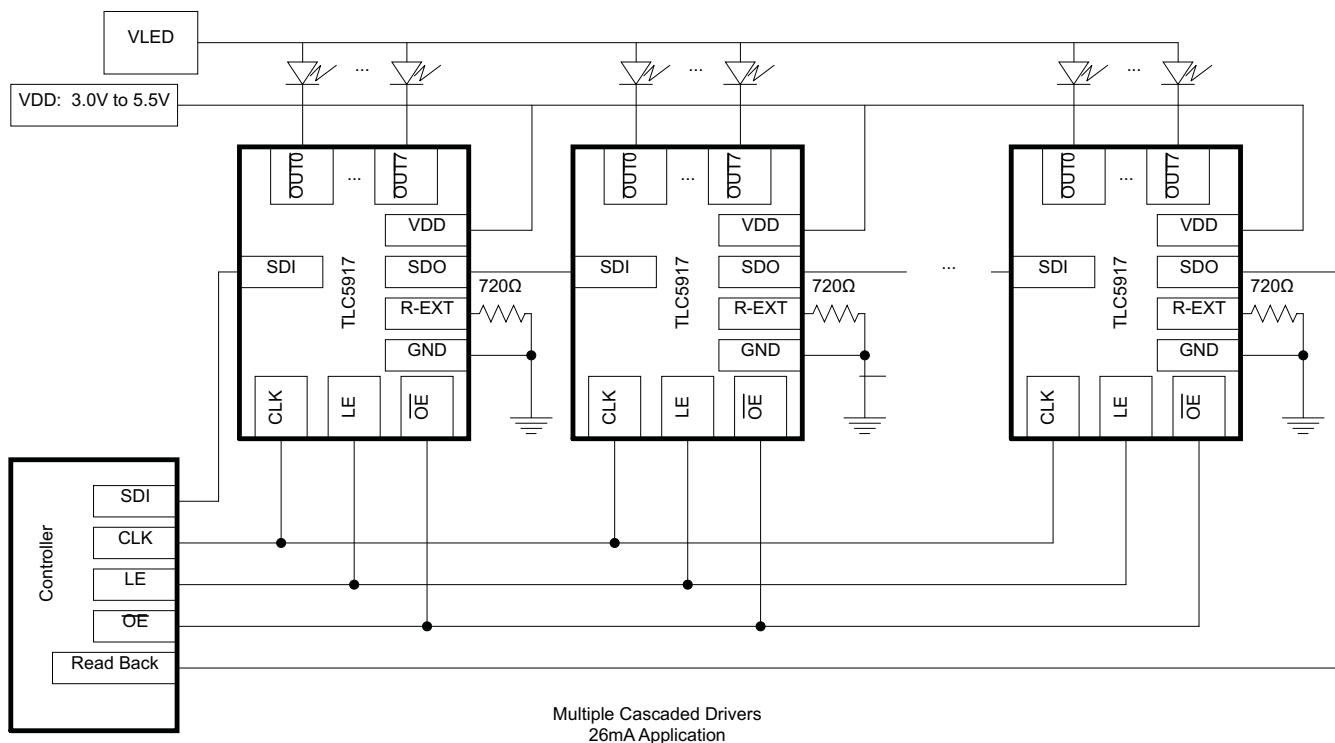 VLED
... ... ...
VDD: 3.0V to 5.5V
OUT0 ... OUT7
OUT0 ... OUT7
OUT0 ... OUT7
VDD
VDD
VDD
SDI
TLC5917
SDO
SDI
TLC5917
SDO
...
SDI
TLC5917
SDO
720Ω
720Ω
720Ω
R-EXT
R-EXT
R-EXT
GND
GND
GND
CLK
LE
OE
CLK
LE
OE
CLK
LE
OE
Controller
SDI
CLK
LE
OE
Read Back
Multiple Cascaded Drivers
26mA Application